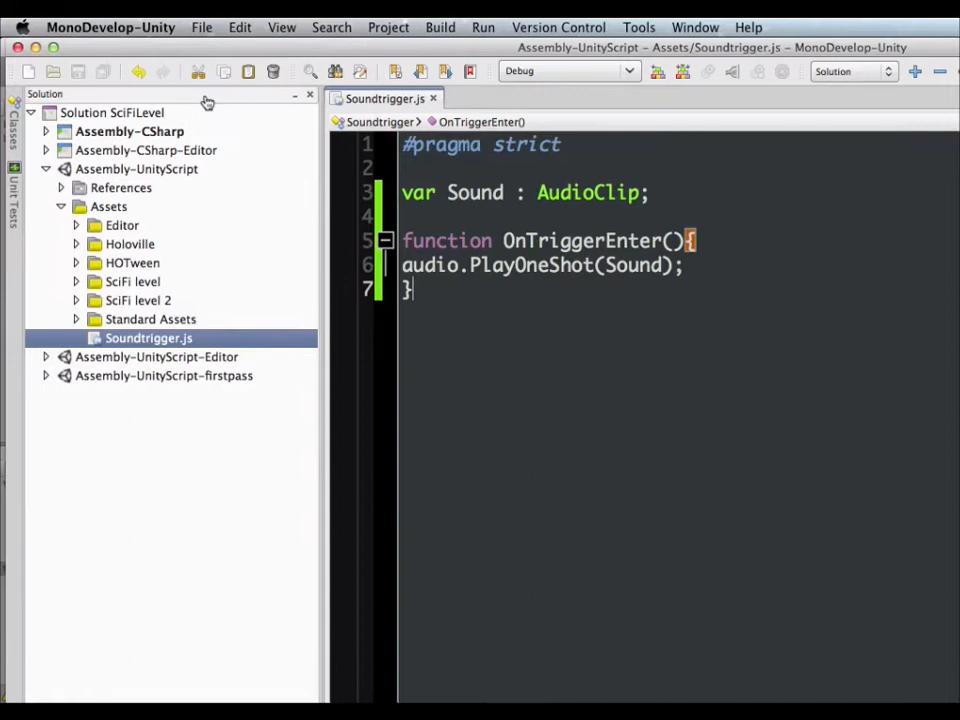 MonoDevelop-Unity File Edit View Search Project Build Run Version Control Tools Window Help
Assembly-UnityScript - Assets/Soundtrigger.js - MonoDevelop-Unity
Debug Solution
Solution
Soundtrigger.js
Classes
Unit Tests
Solution SciFiLevel
Assembly-CSharp
Assembly-CSharp-Editor
Assembly-UnityScript
References
Assets
Editor
Holoville
HOTween
SciFi level
SciFi level 2
Standard Assets
Soundtrigger.js
Assembly-UnityScript-Editor
Assembly-UnityScript-firstpass
Soundtrigger OnTriggerEnter()
1 #pragma strict
2
3 var Sound : AudioClip;
4
5 function OnTriggerEnter(){
6 audio.PlayOneShot(Sound);
7 }